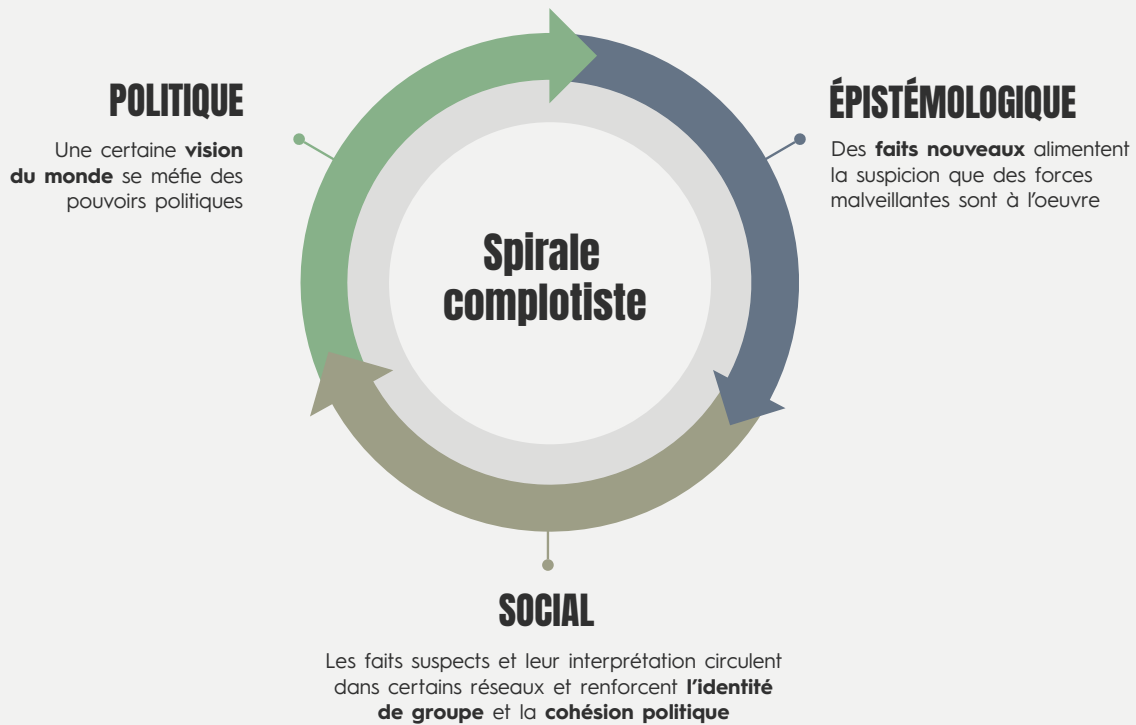 POLITIQUE
Une certaine vision
du monde se méfie des
pouvoirs politiques
ÉPISTÉMOLOGIQUE
Des faits nouveaux alimentent
la suspicion que des forces
malveillantes sont à l'oeuvre
Spirale
complotiste
SOCIAL
Les faits suspects et leur interprétation circulent
dans certains réseaux et renforcent l'identité
de groupe et la cohésion politique